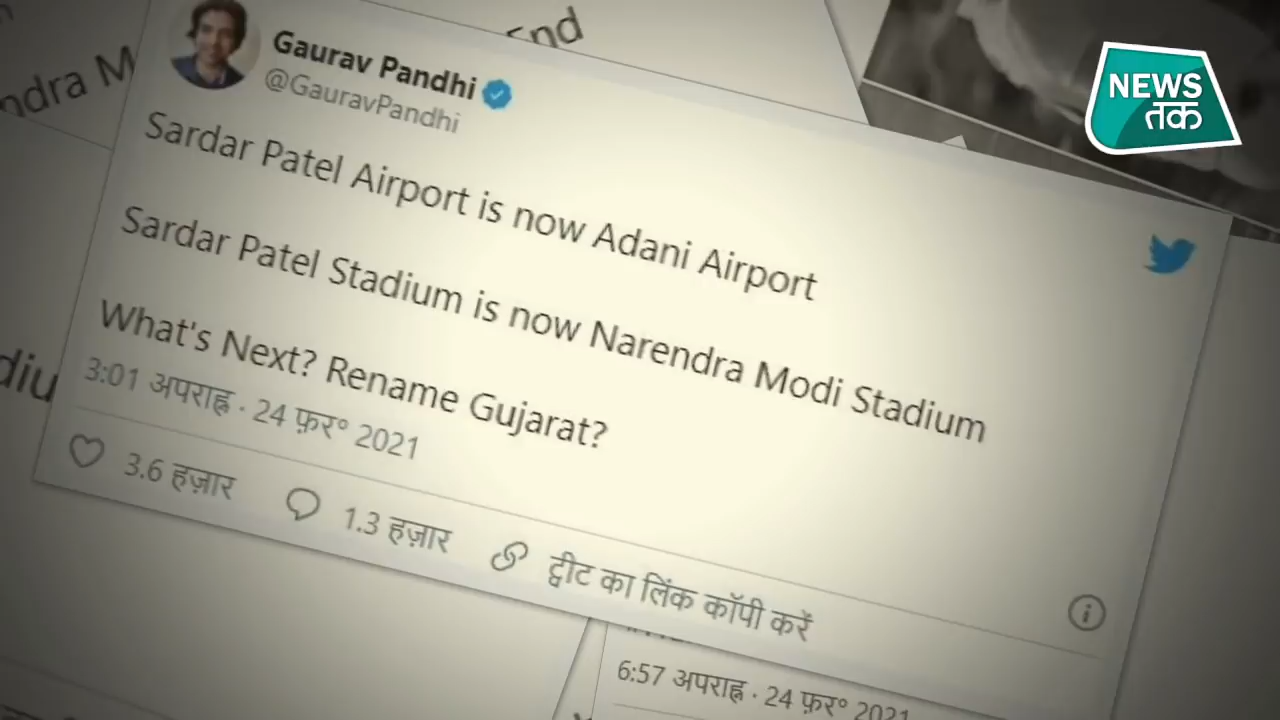 Gaurav Pandhi
@GauravPandhi
NEWS
तक
Sardar Patel Airport is now Adani Airport
Sardar Patel Stadium is now Narendra Modi Stadium
What's Next? Rename Gujarat?
3:01 अपराह्न · 24 फ़र॰ 2021
3.6 हज़ार
1.3 हज़ार
ट्वीट का लिंक कॉपी करें
6:57 अपराह्न · 24 फ़र॰ 2021